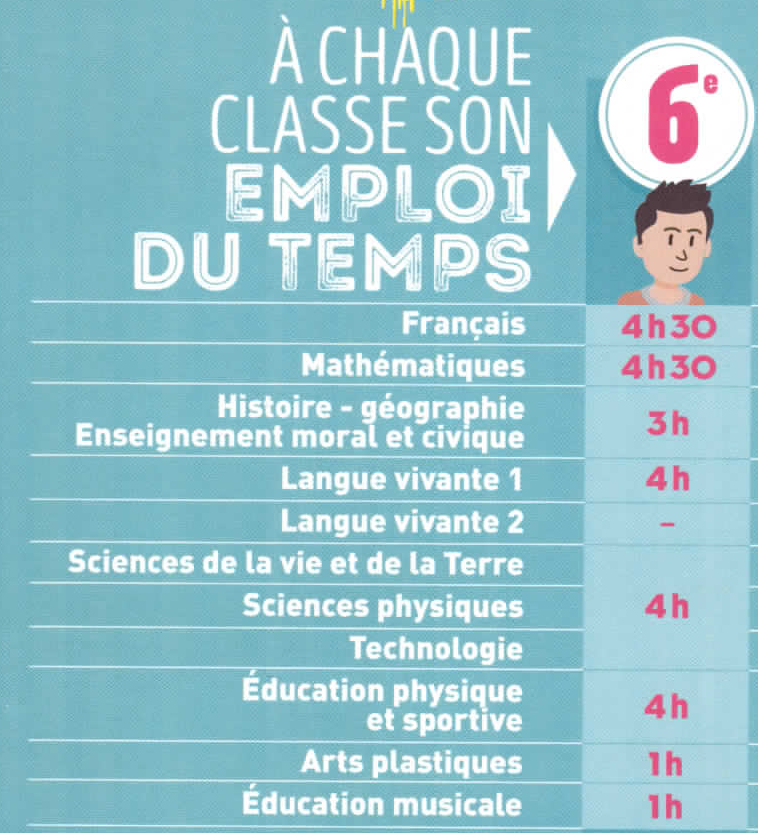 À CHAQUE
CLASSE SON
EMPLOI
DU TEMPS
6e
Français 4h30
Mathématiques 4h30
Histoire - géographie
Enseignement moral et civique 3h
Langue vivante 1 4h
Langue vivante 2 -
Sciences de la vie et de la Terre
Sciences physiques 4h
Technologie
Éducation physique
et sportive 4h
Arts plastiques 1h
Éducation musicale 1h